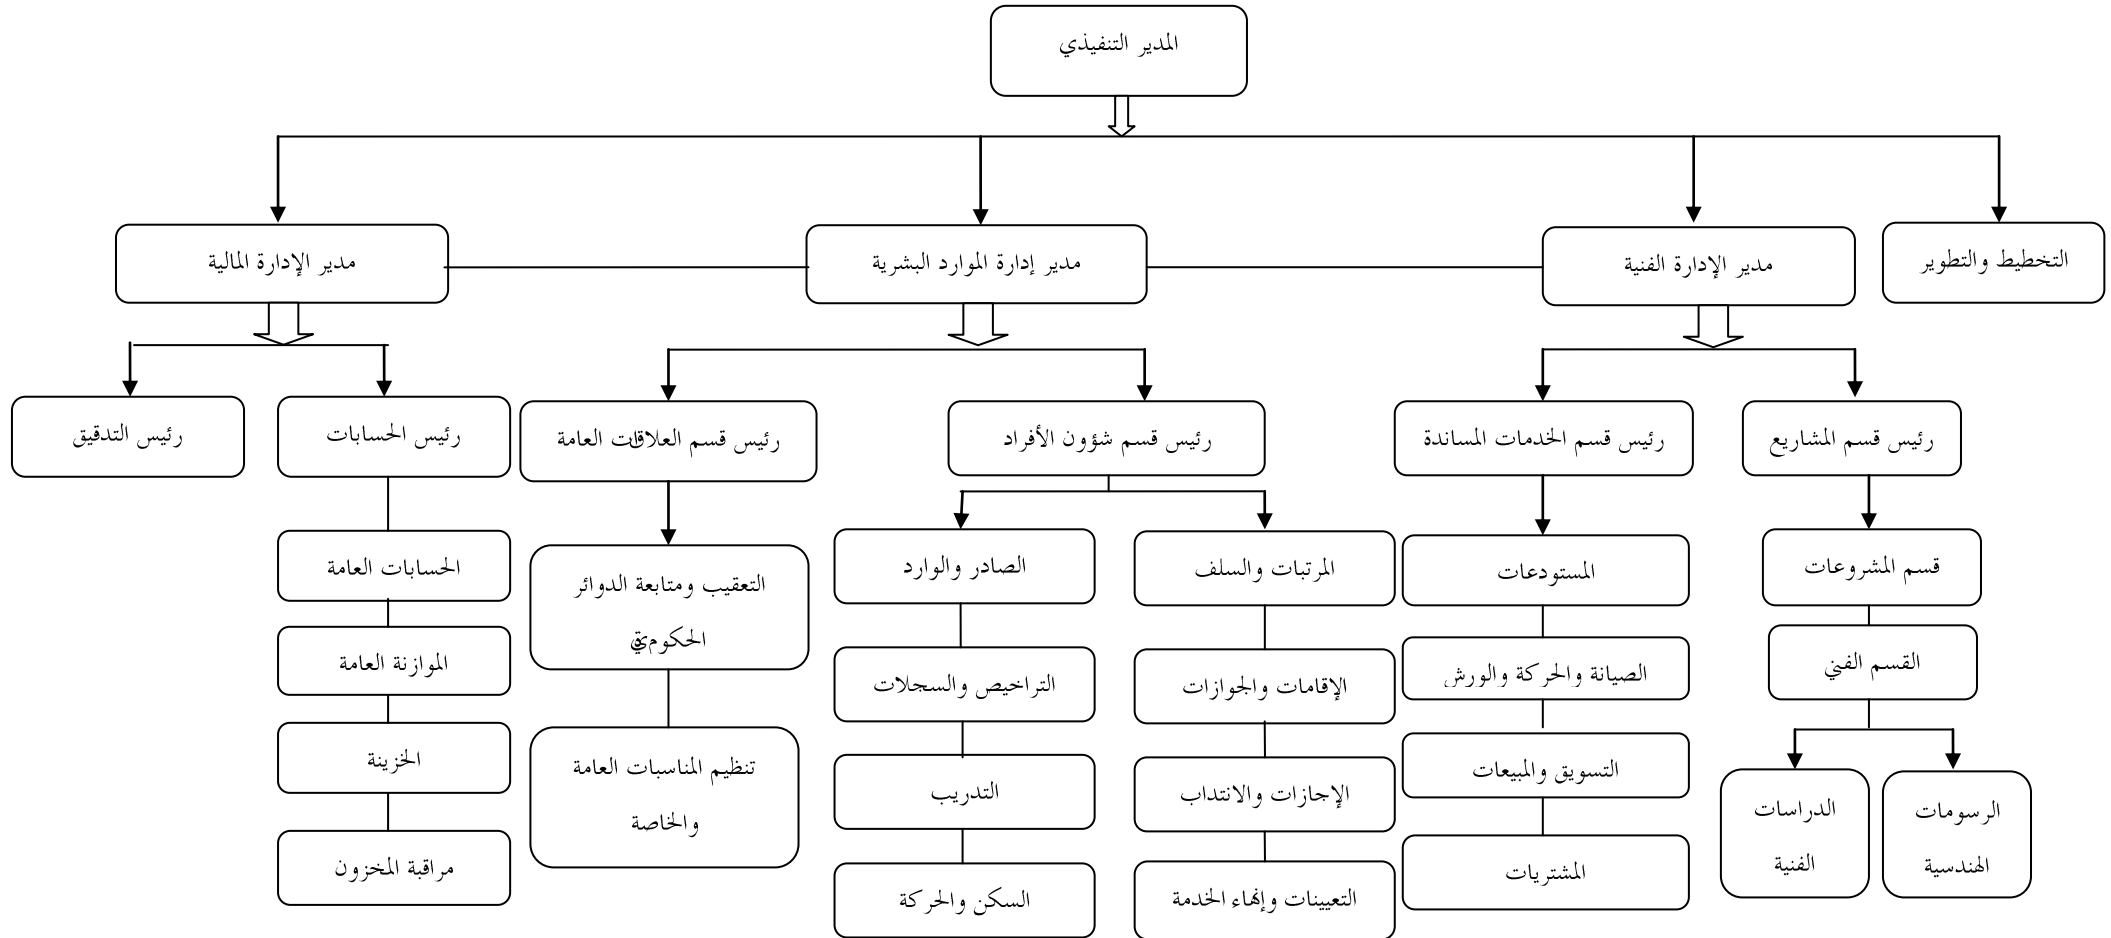 المدير التنفيذي
التخطيط والتطوير
مدير الإدارة الفنية
مدير إدارة الموارد البشرية
مدير الإدارة المالية
رئيس قسم المشاريع
رئيس قسم الخدمات المساندة
رئيس قسم شؤون الأفراد
رئيس قسم العلاقات العامة
رئيس الحسابات
رئيس التدقيق
قسم المشروعات
القسم الفني
الرسومات
الهندسية
الدراسات
الفنية
المستودعات
الصيانة والحركة والورش
التسويق والمبيعات
المشتريات
المرتبات والسلف
الإقامات والجوازات
الإجازات والانتداب
التعيينات وإنهاء الخدمة
الصادر والوارد
التراخيص والسجلات
التدريب
السكن والحركة
التعقيب ومتابعة الدوائر
الحكومية
تنظيم المناسبات العامة
والخاصة
الحسابات العامة
الموازنة العامة
الخزينة
مراقبة المخزون